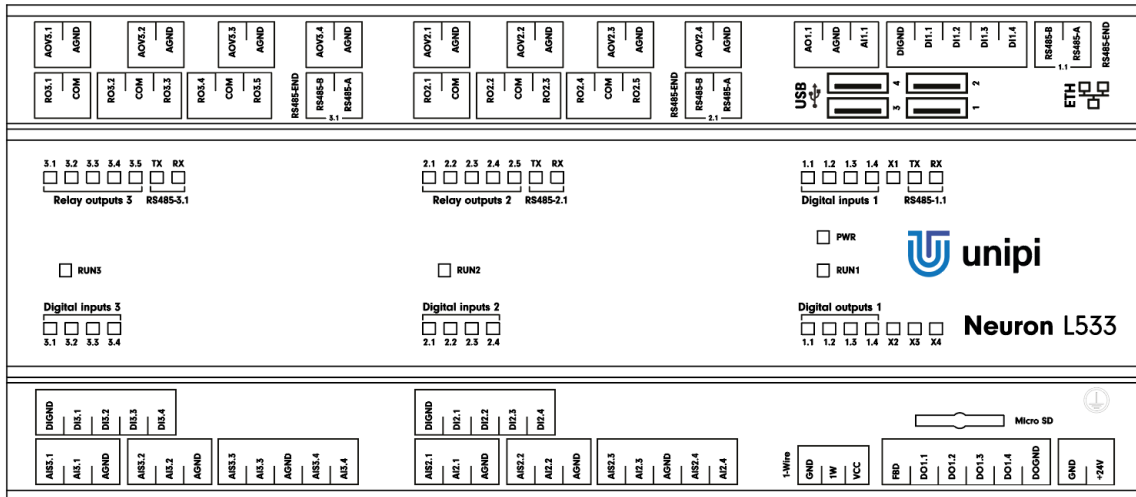 AOV3.1 AGND AOV3.2 AGND AOV3.3 AGND AOV3.4 AGND AOV2.1 AGND AOV2.2 AGND AOV2.3 AGND AOV2.4 AGND AO1.1 AGND AI1.1 DIGND DI1.1 DI1.2 DI1.3 DI1.4 RS485-B RS485-A RS485-END
1.1
RO3.1 COM RO3.2 COM RO3.3 RO3.4 COM RO3.5 RS485-END RS485-B RS485-A RO2.1 COM RO2.2 COM RO2.3 RO2.4 COM RO2.5 RS485-END RS485-B RS485-A USB 4 2 ETH
3 1
3.1 2.1
3.1 3.2 3.3 3.4 3.5 TX RX 2.1 2.2 2.3 2.4 2.5 TX RX 1.1 1.2 1.3 1.4 X1 TX RX
Relay outputs 3 RS485-3.1 Relay outputs 2 RS485-2.1 Digital inputs 1 RS485-1.1
PWR
unipi
RUN3 RUN2 RUN1
Digital inputs 3 Digital inputs 2 Digital outputs 1
Neuron L533
3.1 3.2 3.3 3.4 2.1 2.2 2.3 2.4 1.1 1.2 1.3 1.4 X2 X3 X4
DIGND DI3.1 DI3.2 DI3.3 DI3.4 DIGND DI2.1 DI2.2 DI2.3 DI2.4
Micro SD
AIS3.1 AI3.1 AGND AIS3.2 AI3.2 AGND AIS3.3 AI3.3 AGND AIS3.4 AI3.4 AIS2.1 AI2.1 AGND AIS2.2 AI2.2 AGND AIS2.3 AI2.3 AGND AIS2.4 AI2.4 1-Wire GND 1W VCC FBD DO1.1 DO1.2 DO1.3 DO1.4 DOGND GND +24V